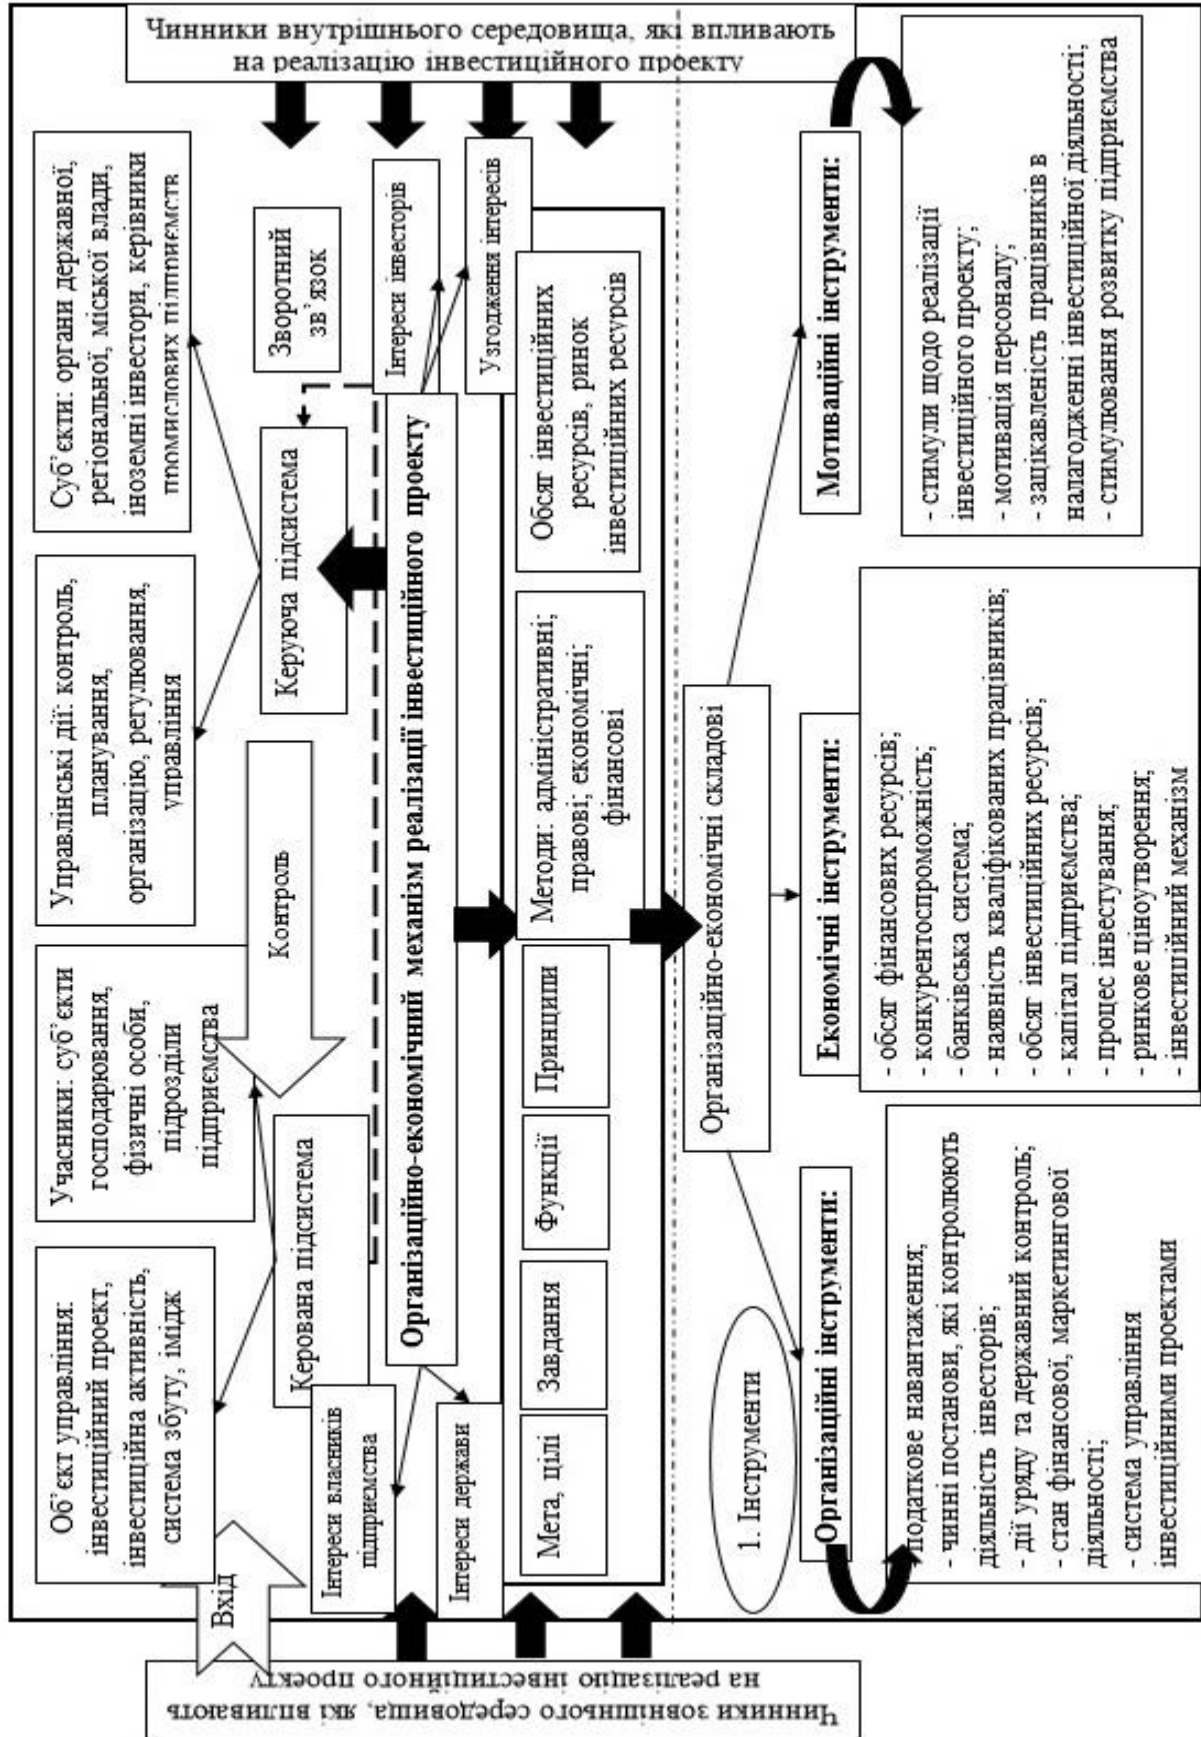 Чинники зовнішнього середовища, які впливають
на реалізацію інвестиційного проекту
Вхід
Об’єкт управління:
інвестиційний проект,
інвестиційна активність,
система збуту, імідж
Учасники: суб’єкти
господарювання,
фізичні особи,
підрозділи
підприємства
Управлінські дії: контроль,
планування,
організацію, регулювання,
управління
Суб’єкти: органи державної,
регіональної, міської влади,
іноземні інвестори, керівники
промислових підприємств
Чинники внутрішнього середовища, які впливають
на реалізацію інвестиційного проекту
Керована підсистема
Контроль
Керуюча підсистема
Зворотний
зв’язок
Інтереси власників
підприємства
Інтереси держави
Організаційно-економічний механізм реалізації інвестиційного проекту
Інтереси інвесторів
Узгодження інтересів
Мета, цілі
Завдання
Функції
Принципи
Методи: адміністративні;
правові; економічні;
фінансові
Обсяг інвестиційних
ресурсів, ринок
інвестиційних ресурсів
1. Інструменти
Організаційно-економічні складові
Організаційні інструменти:
податкове навантаження;
- чинні постанови, які контролюють
діяльність інвесторів;
- дії уряду та державний контроль;
- стан фінансової, маркетингової
діяльності;
- система управління
інвестиційними проектами
Економічні інструменти:
- обсяг фінансових ресурсів;
- конкурентоспроможність;
- банківська система;
- наявність кваліфікованих працівників;
- обсяг інвестиційних ресурсів;
- капітал підприємства;
- процес інвестування;
- ринкове ціноутворення;
- інвестиційний механізм
Мотиваційні інструменти:
- стимули щодо реалізації
інвестиційного проекту;
- мотивація персоналу;
- зацікавленість працівників в
налагодженні інвестиційної діяльності;
- стимулювання розвитку підприємства